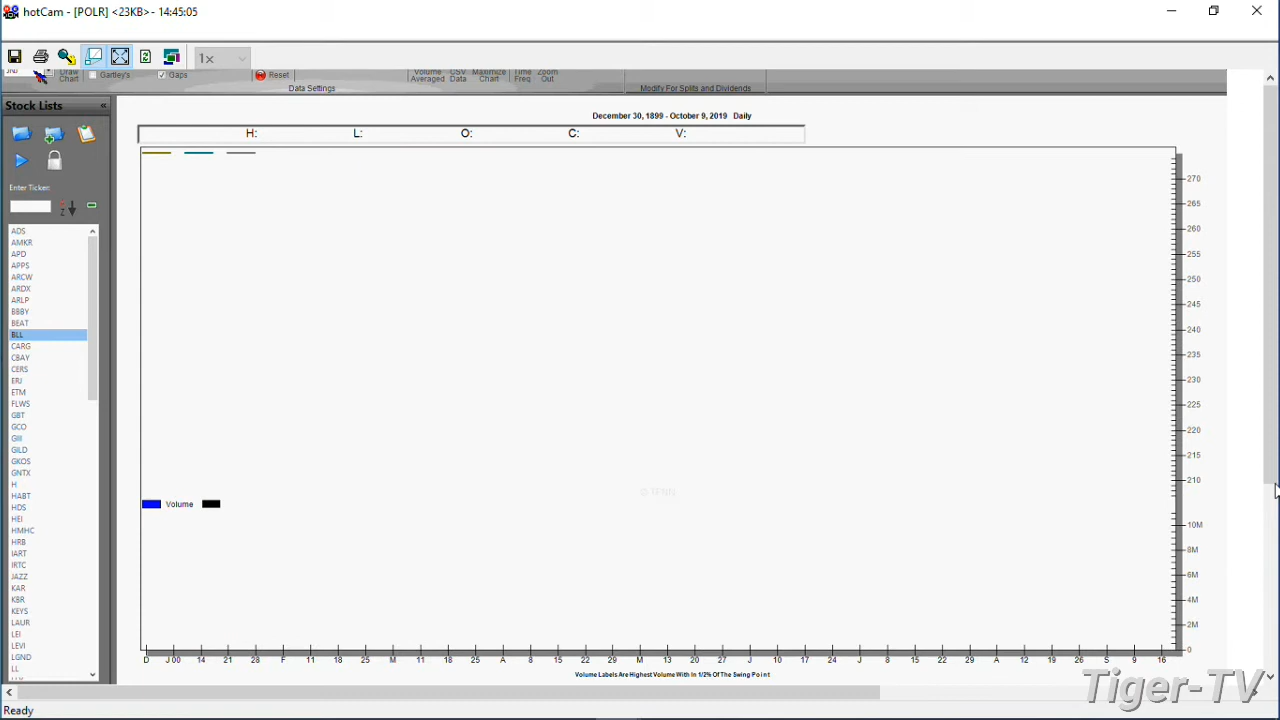 hotCam - [POLR] <23KB> - 14:45:05
1x
Draw Chart
Gartley's
Gaps
Reset
Volume Averaged
CSV Data
Maximize Chart
Time Freq
Zoom Out
Data Settings
Modify For Splits and Dividends
Stock Lists «
December 30, 1899 - October 9, 2019 Daily
H: L: O: C: V:
Enter Ticker:
ADS
AMKR
APD
APPS
ARCW
ARDX
ARLP
BBBY
BEAT
BLL
CARG
CBAY
CERS
ERJ
ETM
FLWS
GBT
GCO
GIII
GILD
GKOS
GNTX
H
HABT
HDS
HEI
HMHC
HRB
IART
IRTC
JAZZ
KAR
KBR
KEYS
LAUR
LEI
LEVI
LGND
LL
270
265
260
255
250
245
240
235
230
225
220
215
210
© TFNN
Volume
10M
8M
6M
4M
2M
0
D J 00 14 21 28 F 11 18 25 M 11 18 25 A 8 15 22 29 M 13 20 27 J 10 17 24 J 8 15 22 29 A 12 19 26 S 9 16
Volume Labels Are Highest Volume With In 1/2% Of The Swing Point
Tiger-TV
Ready